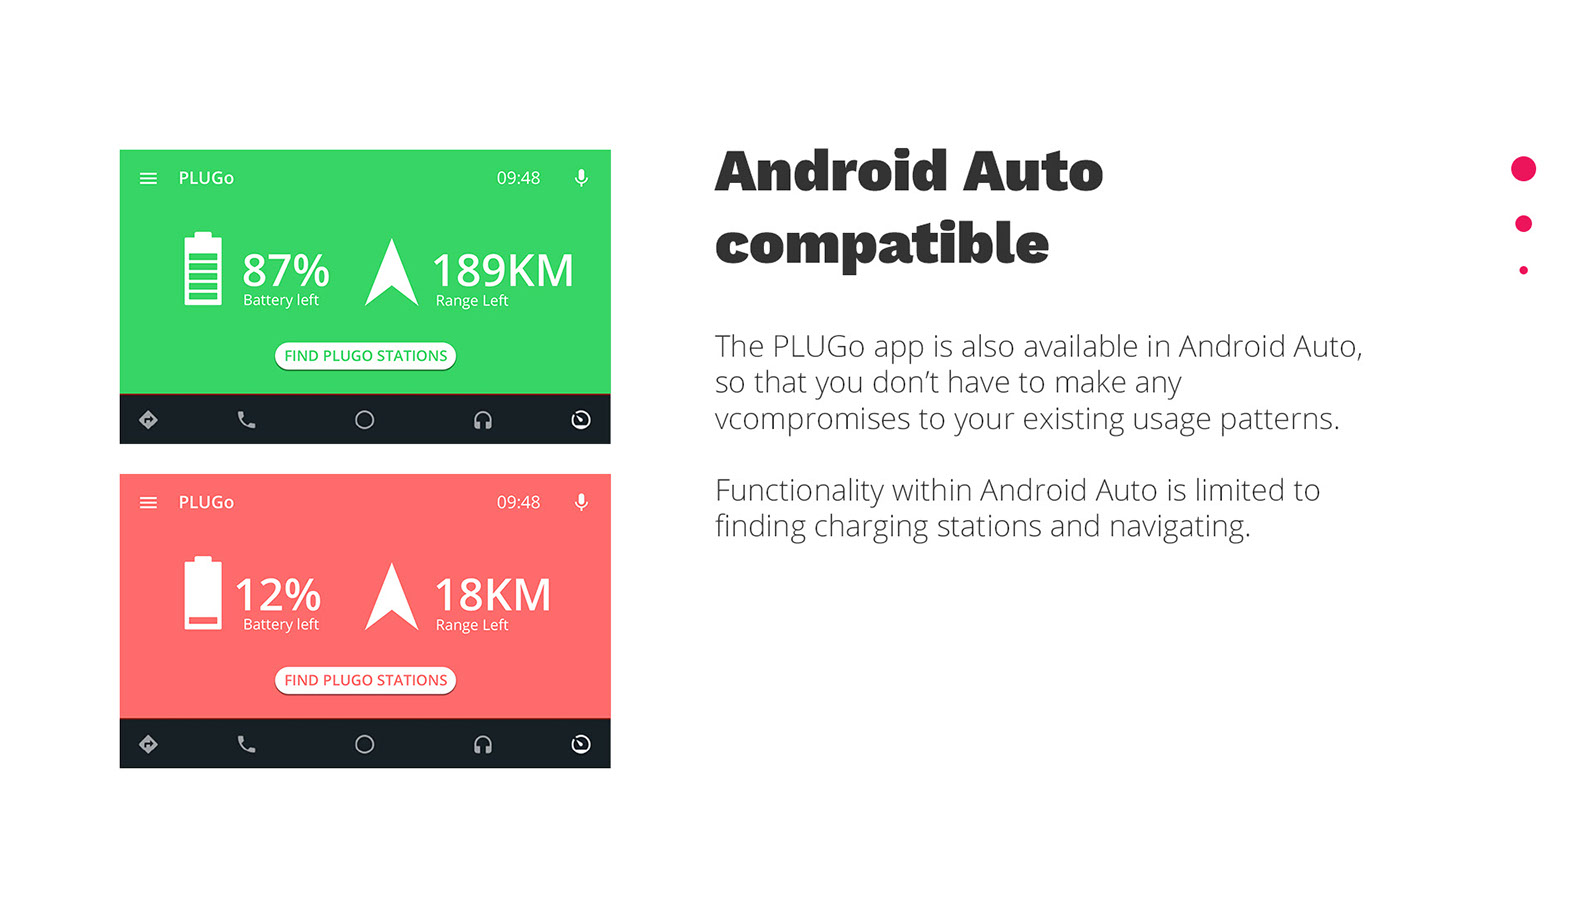 PLUGo 09:48
87% 189KM
Battery left Range Left
FIND PLUGO STATIONS
PLUGo 09:48
12% 18KM
Battery left Range Left
FIND PLUGO STATIONS
Android Auto
compatible
The PLUGo app is also available in Android Auto,
so that you don’t have to make any
vcompromises to your existing usage patterns.
Functionality within Android Auto is limited to
finding charging stations and navigating.